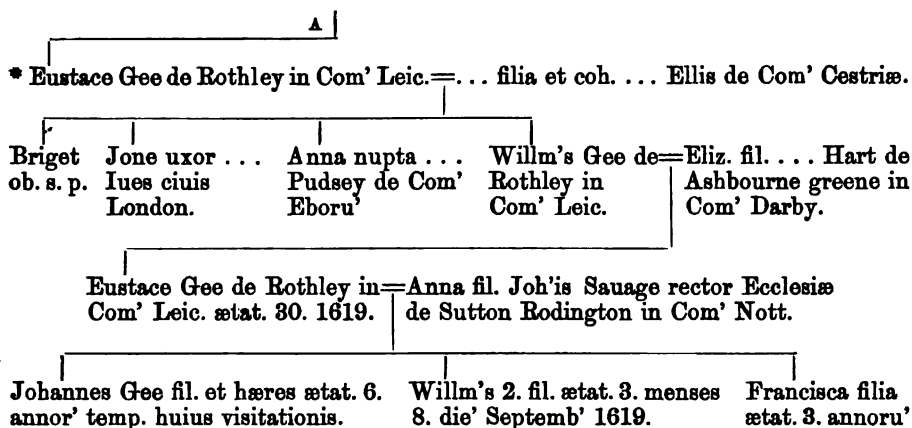 A
* Eustace Gee de Rothley in Com' Leic.=... filia et coh. ... Ellis de Com' Cestriæ.
Briget
ob. s. p.
Jone uxor ...
Iues ciuis
London.
Anna nupta ...
Pudsey de Com'
Eboru'
Willm's Gee de=Eliz. fil. ... Hart de
Rothley in
Com' Leic.
Ashbourne greene in
Com' Darby.
Eustace Gee de Rothley in=Anna fil. Joh'is Sauage rector Ecclesiæ
Com' Leic. ætat. 30. 1619.
de Sutton Rodington in Com' Nott.
Johannes Gee fil. et hæres ætat. 6.
annor' temp. huius visitationis.
Willm's 2. fil. ætat. 3. menses
8. die' Septemb' 1619.
Francisca filia
ætat. 3. annoru'